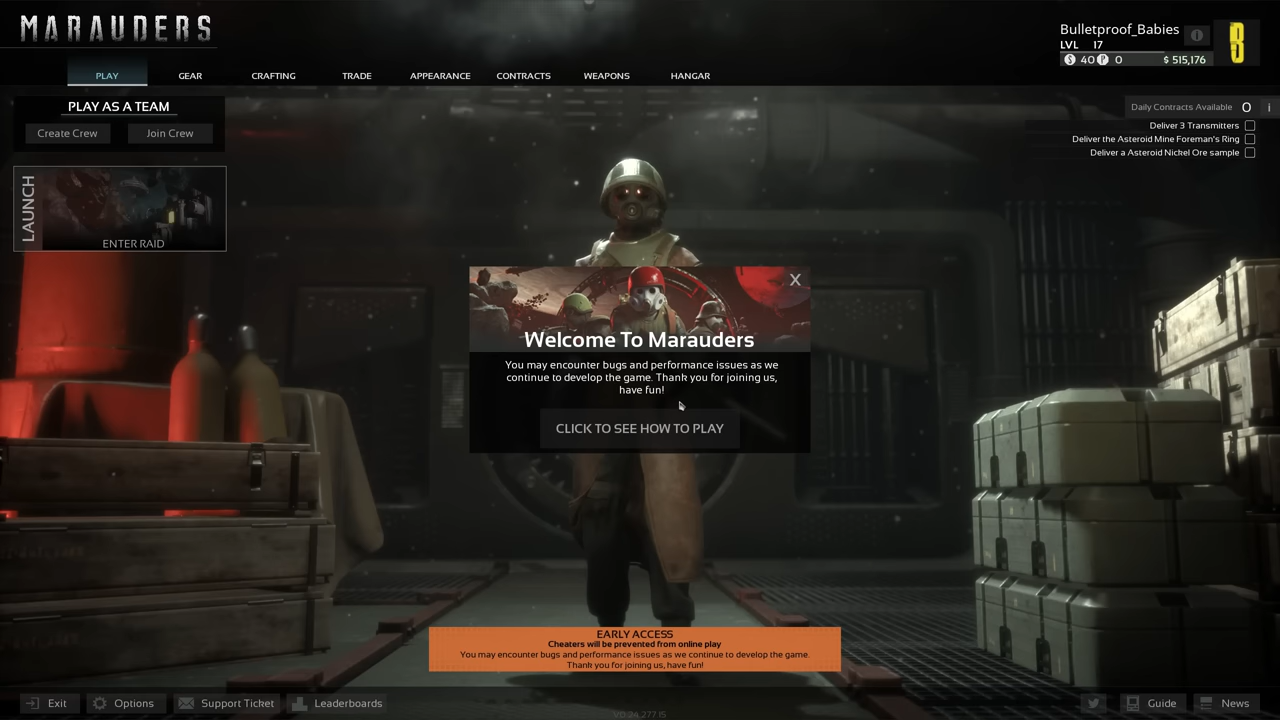 MARAUDERS
Bulletproof_Babies
LVL 17
S 40 P 0 $ 515,176
PLAY GEAR CRAFTING TRADE APPEARANCE CONTRACTS WEAPONS HANGAR
PLAY AS A TEAM
Create Crew Join Crew
LAUNCH
ENTER RAID
Daily Contracts Available 0 i
Deliver 3 Transmitters
Deliver the Asteroid Mine Foreman's Ring
Deliver a Asteroid Nickel Ore sample
X
Welcome To Marauders
You may encounter bugs and performance issues as we
continue to develop the game. Thank you for joining us,
have fun!
CLICK TO SEE HOW TO PLAY
EARLY ACCESS
Cheaters will be prevented from online play
You may encounter bugs and performance issues as we continue to develop the game.
Thank you for joining us, have fun!
Exit Options Support Ticket Leaderboards Guide News